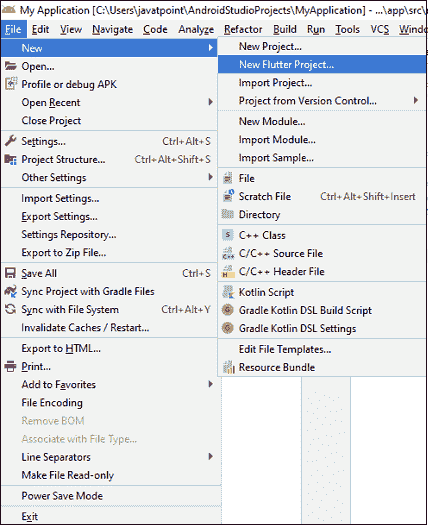 My Application [C:\Users\javatpoint\AndroidStudioProjects\MyApplication] - ...\app\src\
File Edit View Navigate Code Analyze Refactor Build Run Tools VCS Windo
New
Open...
Profile or debug APK
Open Recent
Close Project
Settings... Ctrl+Alt+S
Project Structure... Ctrl+Alt+Shift+S
Other Settings
Import Settings...
Export Settings...
Settings Repository...
Export to Zip File...
Save All Ctrl+S
Sync Project with Gradle Files
Sync with File System Ctrl+Alt+Y
Invalidate Caches / Restart...
Export to HTML...
Print...
Add to Favorites
File Encoding
Remove BOM
Associate with File Type...
Line Separators
Make File Read-only
Power Save Mode
Exit
New Project...
New Flutter Project...
Import Project...
Project from Version Control...
New Module...
Import Module...
Import Sample...
File
Scratch File Ctrl+Alt+Shift+Insert
Directory
C++ Class
C/C++ Source File
C/C++ Header File
Kotlin Script
Gradle Kotlin DSL Build Script
Gradle Kotlin DSL Settings
Edit File Templates...
Resource Bundle